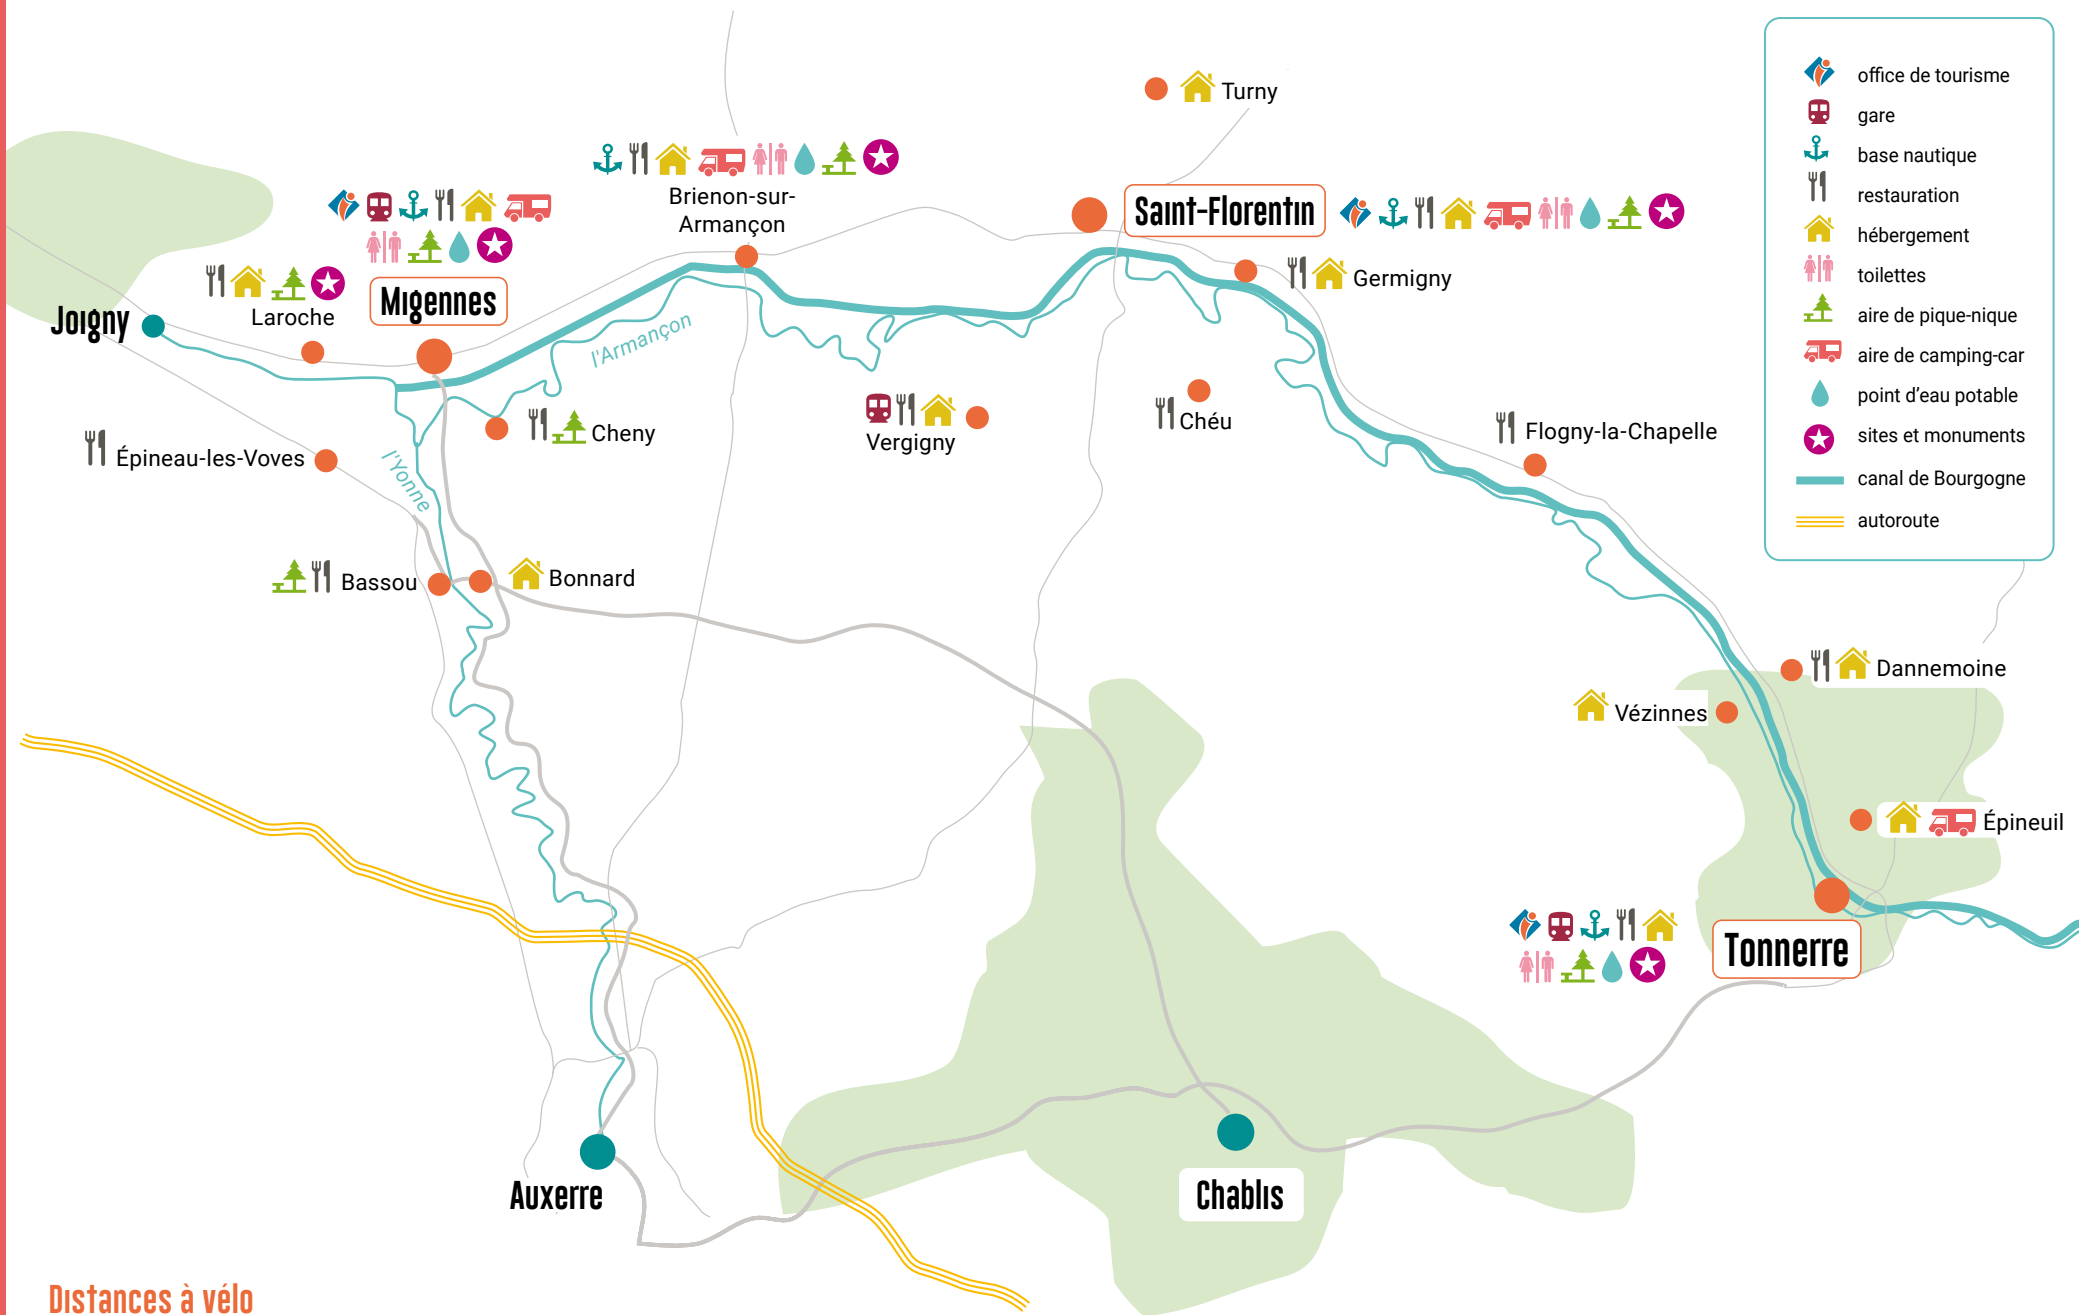 office de tourisme
gare
base nautique
restauration
hébergement
toilettes
aire de pique-nique
aire de camping-car
point d'eau potable
sites et monuments
canal de Bourgogne
autoroute
Turny
Brienon-sur-
Armançon
Saint-Florentin
Germigny
Laroche
Migennes
Joigny
l'Armançon
Cheny
Vergigny
Chéu
Flogny-la-Chapelle
Épineau-les-Voves
l'Yonne
Bassou
Bonnard
Dannemoine
Vézinnes
Épineuil
Tonnerre
Auxerre
Chablis
Distances à vélo